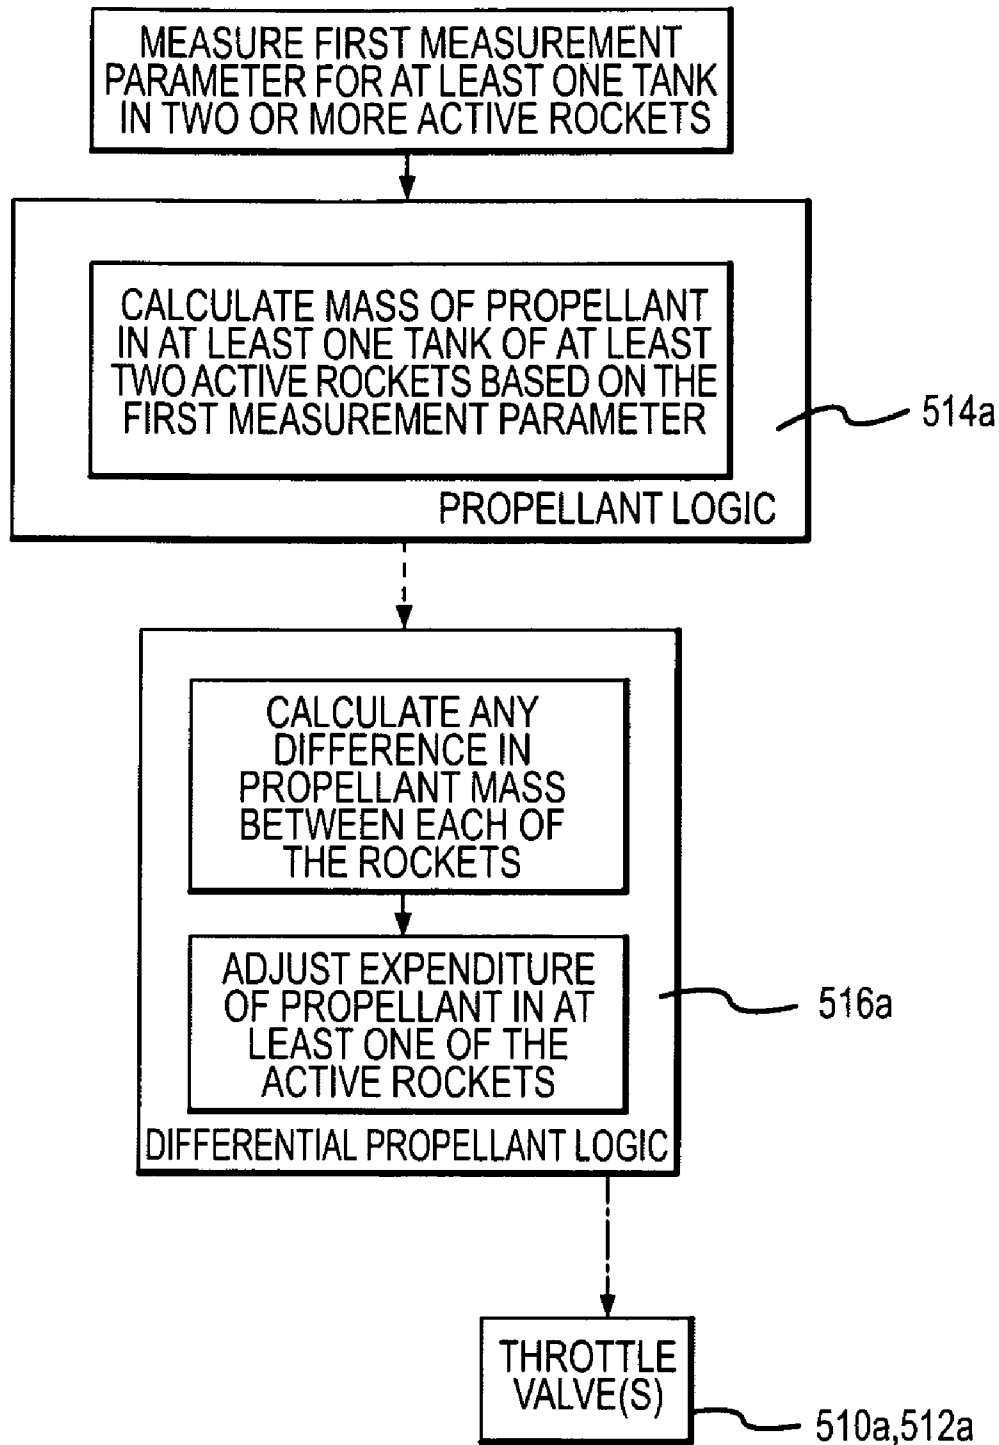 MEASURE FIRST MEASUREMENT
PARAMETER FOR AT LEAST ONE TANK
IN TWO OR MORE ACTIVE ROCKETS
CALCULATE MASS OF PROPELLANT
IN AT LEAST ONE TANK OF AT LEAST
TWO ACTIVE ROCKETS BASED ON THE
FIRST MEASUREMENT PARAMETER
514a
PROPELLANT LOGIC
CALCULATE ANY
DIFFERENCE IN
PROPELLANT MASS
BETWEEN EACH OF
THE ROCKETS
ADJUST EXPENDITURE
OF PROPELLANT IN AT
LEAST ONE OF THE
ACTIVE ROCKETS
516a
DIFFERENTIAL PROPELLANT LOGIC
THROTTLE
VALVE(S)
510a,512a